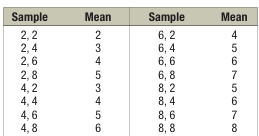 Sample Mean Sample Mean
2, 2 2 6, 2 4
2, 4 3 6, 4 5
2, 6 4 6, 6 6
2, 8 5 6, 8 7
4, 2 3 8, 2 5
4, 4 4 8, 4 6
4, 6 5 8, 6 7
4, 8 6 8, 8 8